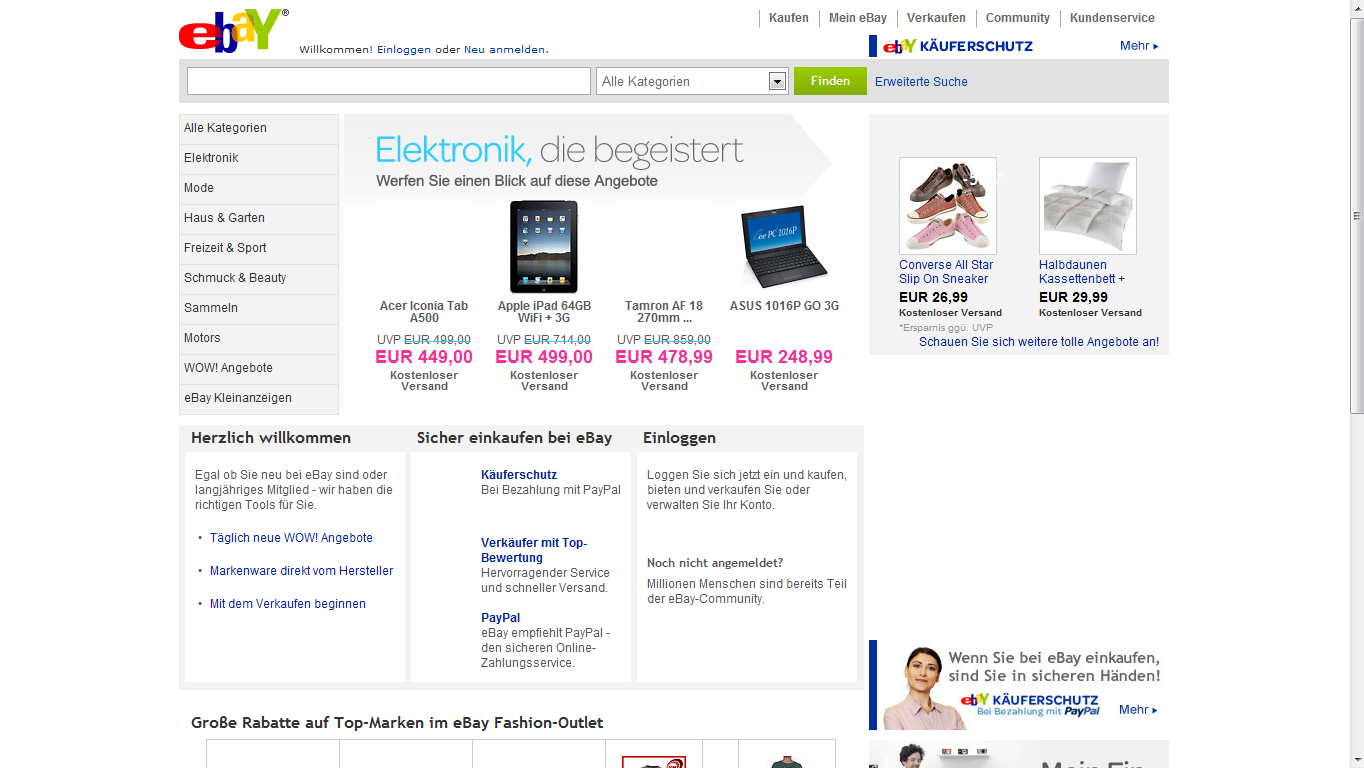 ebaY®
Kaufen
Mein eBay
Verkaufen
Community
Kundenservice
Willkommen! Einloggen oder Neu anmelden.
ebaY KÄUFERSCHUTZ
Mehr
Alle Kategorien
Finden
Erweiterte Suche
Alle Kategorien
Elektronik
Mode
Haus & Garten
Freizeit & Sport
Schmuck & Beauty
Sammeln
Motors
WOW! Angebote
eBay Kleinanzeigen
Elektronik, die begeistert
Werfen Sie einen Blick auf diese Angebote
Eee PC 1016P
Acer Iconia Tab
A500
UVP EUR 499,00
EUR 449,00
Kostenloser
Versand
Apple iPad 64GB
WiFi + 3G
UVP EUR 714,00
EUR 499,00
Kostenloser
Versand
Tamron AF 18
270mm ...
UVP EUR 859,00
EUR 478,99
Kostenloser
Versand
ASUS 1016P GO 3G
EUR 248,99
Kostenloser
Versand
Converse All Star
Slip On Sneaker
EUR 26,99
Kostenloser Versand
*Ersparnis ggü. UVP
Halbdaunen
Kassettenbett +
EUR 29,99
Kostenloser Versand
Schauen Sie sich weitere tolle Angebote an!
Herzlich willkommen
Egal ob Sie neu bei eBay sind oder
langjähriges Mitglied - wir haben die
richtigen Tools für Sie.
• Täglich neue WOW! Angebote
• Markenware direkt vom Hersteller
• Mit dem Verkaufen beginnen
Sicher einkaufen bei eBay
Käuferschutz
Bei Bezahlung mit PayPal
Verkäufer mit Top-
Bewertung
Hervorragender Service
und schneller Versand.
PayPal
eBay empfiehlt PayPal -
den sicheren Online-
Zahlungsservice.
Einloggen
Loggen Sie sich jetzt ein und kaufen,
bieten und verkaufen Sie oder
verwalten Sie Ihr Konto.
Noch nicht angemeldet?
Millionen Menschen sind bereits Teil
der eBay-Community.
Wenn Sie bei eBay einkaufen,
sind Sie in sicheren Händen!
ebaY KÄUFERSCHUTZ
Bei Bezahlung mit PayPal
Mehr
Große Rabatte auf Top-Marken im eBay Fashion-Outlet